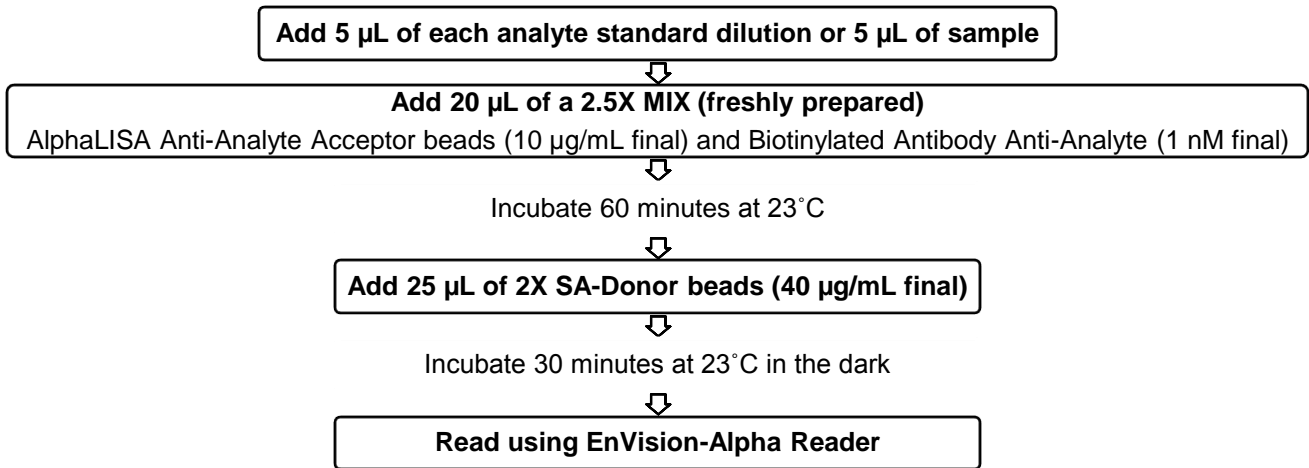 Add 5 µL of each analyte standard dilution or 5 µL of sample
Add 20 µL of a 2.5X MIX (freshly prepared)
AlphaLISA Anti-Analyte Acceptor beads (10 µg/mL final) and Biotinylated Antibody Anti-Analyte (1 nM final)
Incubate 60 minutes at 23˚C
Add 25 µL of 2X SA-Donor beads (40 µg/mL final)
Incubate 30 minutes at 23˚C in the dark
Read using EnVision-Alpha Reader